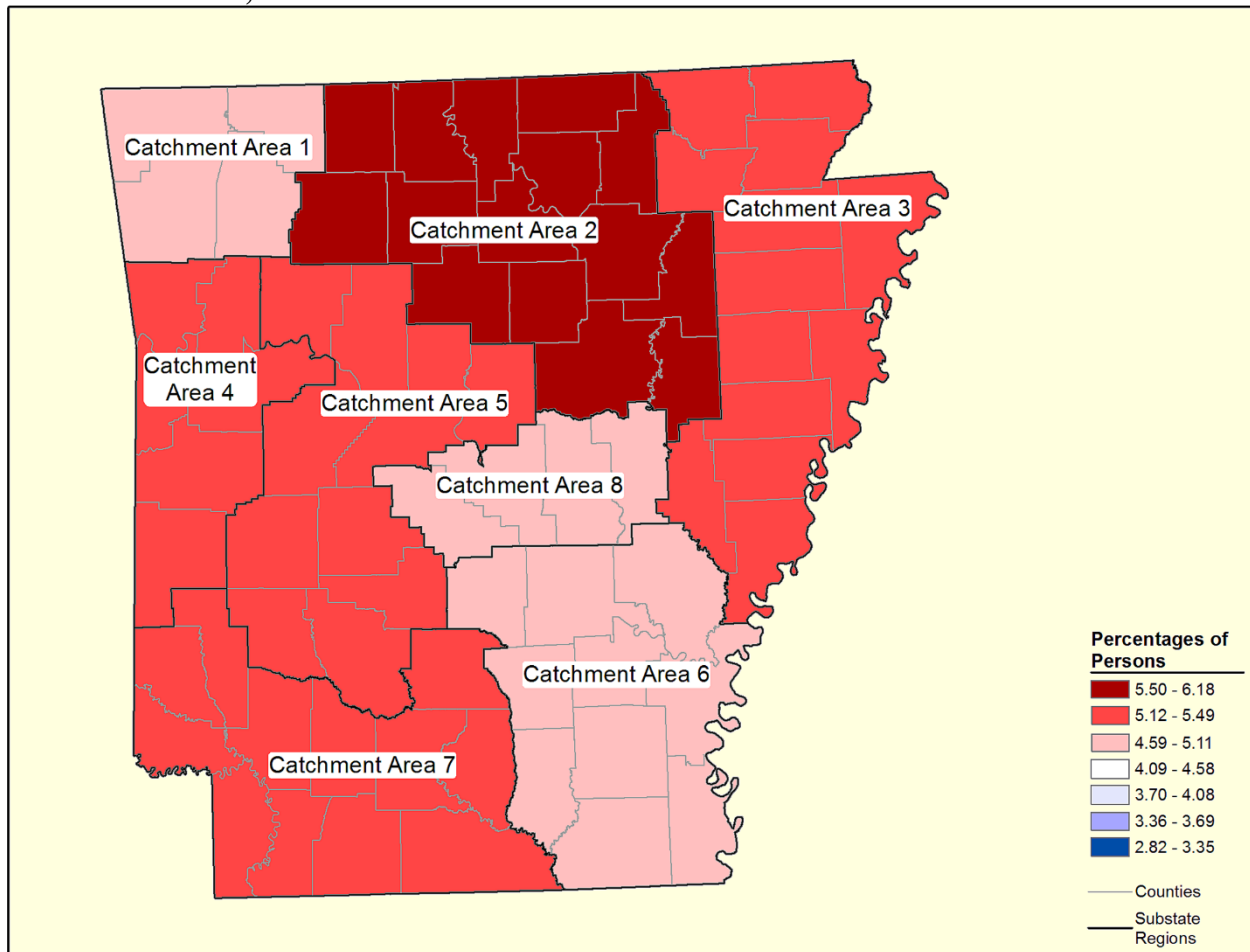 Catchment Area 1
Catchment Area 2
Catchment Area 3
Catchment
Area 4
Catchment Area 5
Catchment Area 8
Catchment Area 6
Catchment Area 7
Percentages of
Persons
5.50 - 6.18
5.12 - 5.49
4.59 - 5.11
4.09 - 4.58
3.70 - 4.08
3.36 - 3.69
2.82 - 3.35
Counties
Substate
Regions